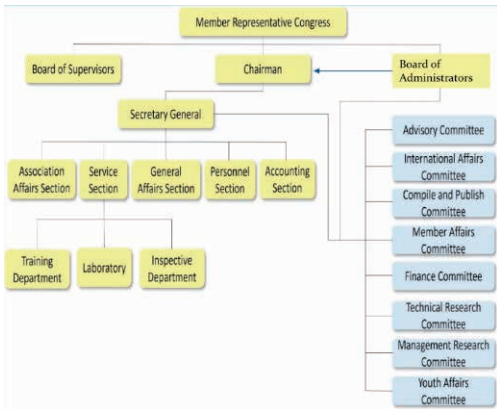 Member Representative Congress
Board of Supervisors
Chairman
Board of
Administrators
Secretary General
Association
Affairs Section
Service
Section
General
Affairs Section
Personnel
Section
Accounting
Section
Training
Department
Laboratory
Inspective
Department
Advisory Committee
International Affairs
Committee
Compile and Publish
Committee
Member Affairs
Committee
Finance Committee
Technical Research
Committee
Management Research
Committee
Youth Affairs
Committee